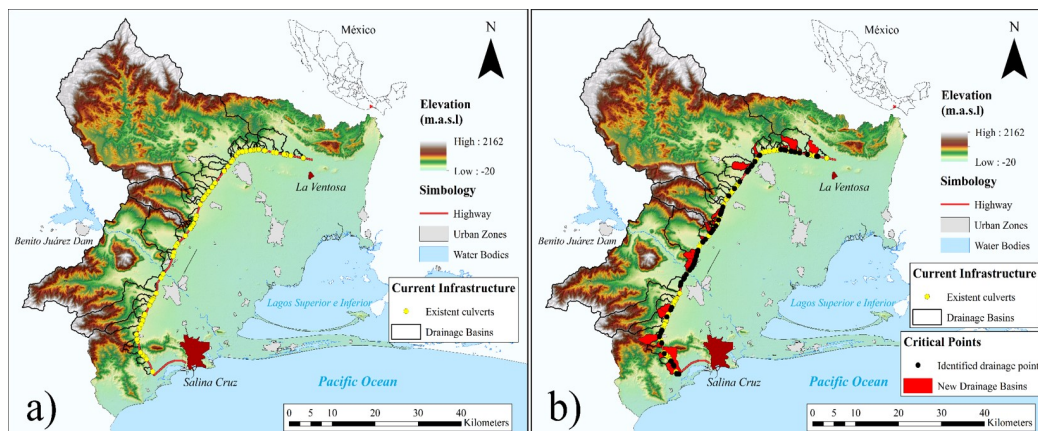 México
N
Elevation
(m.a.s.l)
High : 2162
Low : -20
Simbology
Highway
Urban Zones
Water Bodies
Current Infrastructure
Existent culverts
Drainage Basins
La Ventosa
Benito Juárez Dam
Lagos Superior e Inferior
Salina Cruz
Pacific Ocean
a)
0 5 10 20 30 40
Kilometers
México
N
Elevation
(m.a.s.l)
High : 2162
Low : -20
Simbology
Highway
Urban Zones
Water Bodies
Current Infrastructure
Existent culverts
Drainage Basins
Critical Points
Identified drainage point
New Drainage Basins
La Ventosa
Benito Juárez Dam
Lagos Superior e Inferior
Salina Cruz
Pacific Ocean
b)
0 5 10 20 30 40
Kilometers